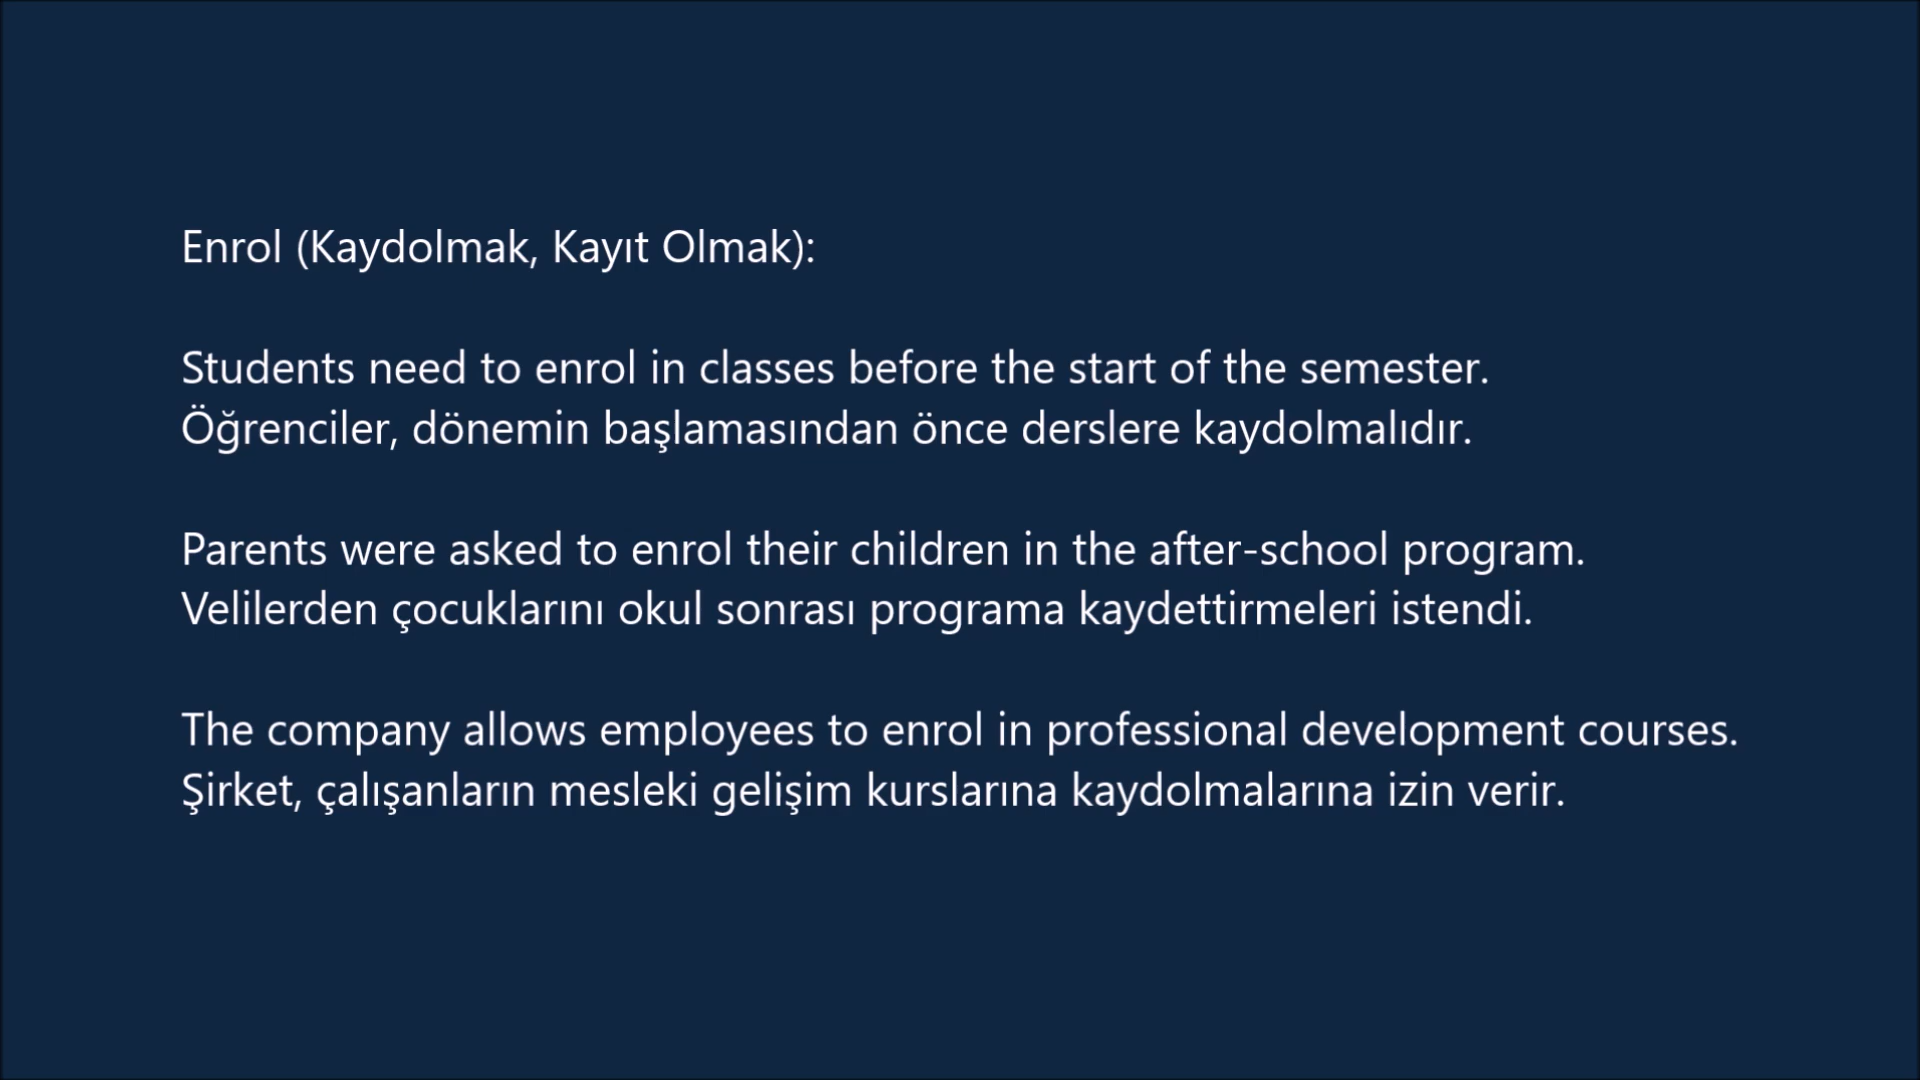 Enrol (Kaydolmak, Kayıt Olmak):
Students need to enrol in classes before the start of the semester.
Öğrenciler, dönemin başlamasından önce derslere kaydolmalıdır.
Parents were asked to enrol their children in the after-school program.
Velilerden çocuklarını okul sonrası programa kaydettirmeleri istendi.
The company allows employees to enrol in professional development courses.
Şirket, çalışanların mesleki gelişim kurslarına kaydolmalarına izin verir.